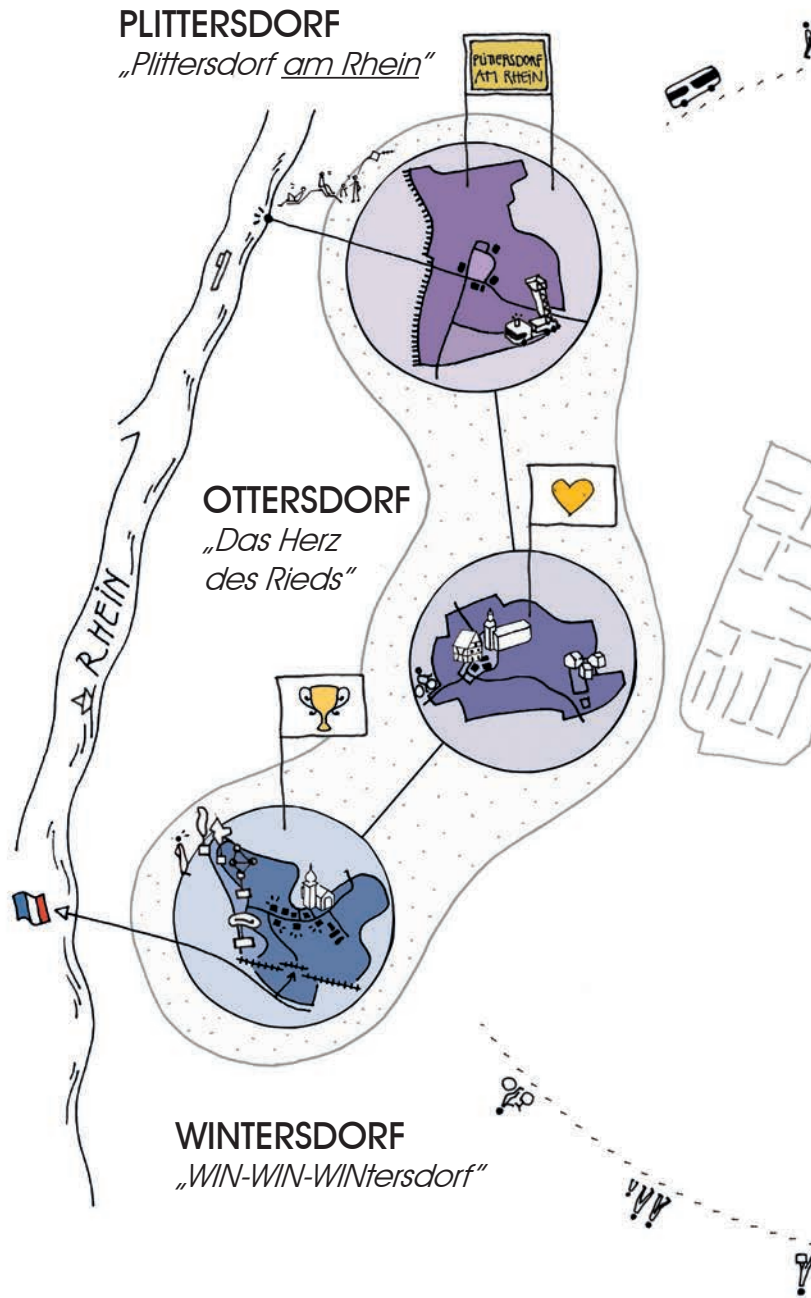 PLITTERSDORF
„Plittersdorf am Rhein“
PLITTERSDORF
AM RHEIN
OTTERSDORF
„Das Herz
des Rieds“
RHEIN
WINTERSDORF
„WIN-WIN-WINtersdorf“